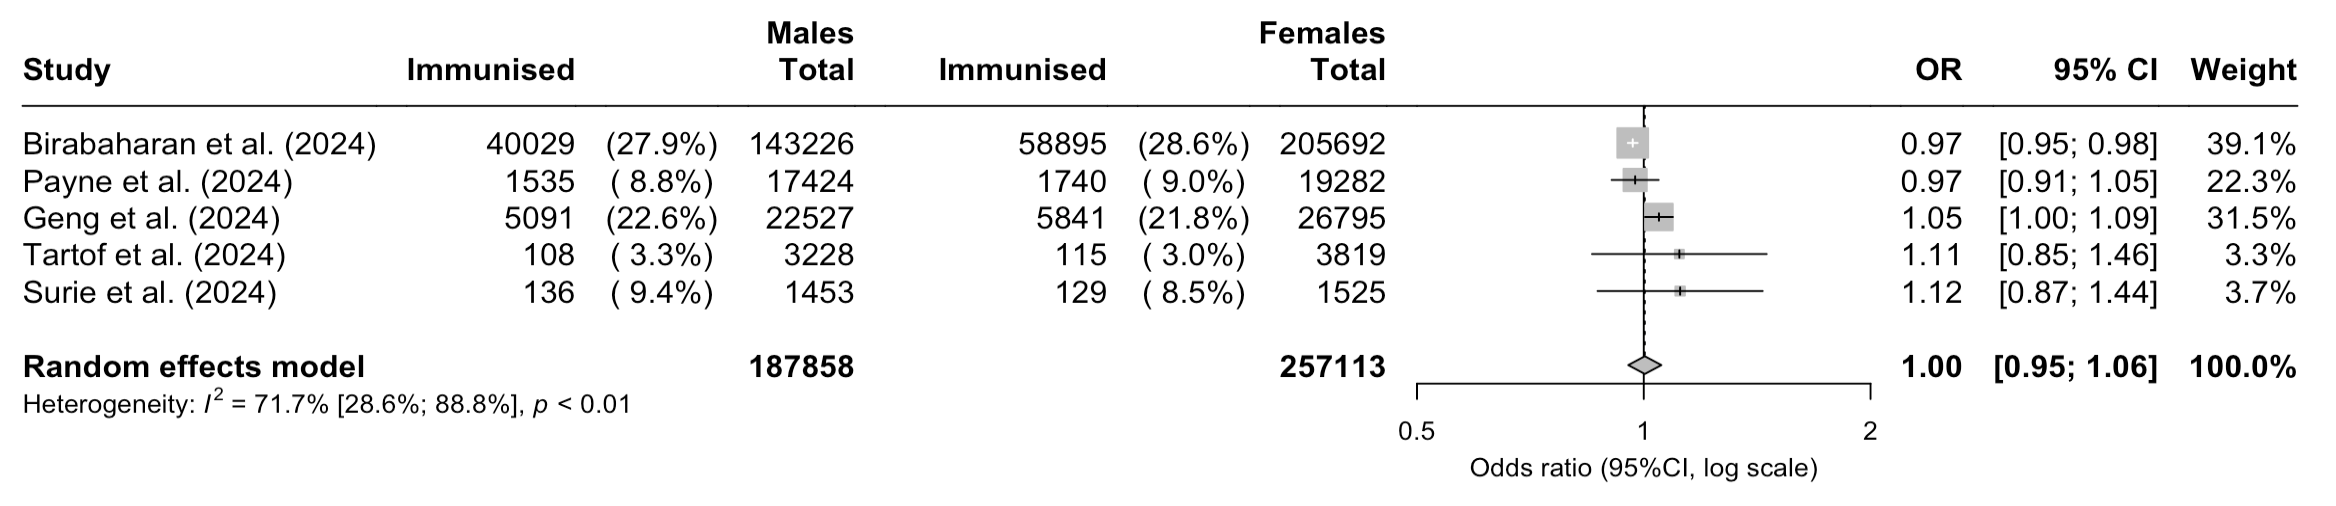 Males Females
Study Immunised Total Immunised Total OR 95% CI Weight
Birabaharan et al. (2024) 40029 (27.9%) 143226 58895 (28.6%) 205692 0.97 [0.95; 0.98] 39.1%
Payne et al. (2024) 1535 ( 8.8%) 17424 1740 ( 9.0%) 19282 0.97 [0.91; 1.05] 22.3%
Geng et al. (2024) 5091 (22.6%) 22527 5841 (21.8%) 26795 1.05 [1.00; 1.09] 31.5%
Tartof et al. (2024) 108 ( 3.3%) 3228 115 ( 3.0%) 3819 1.11 [0.85; 1.46] 3.3%
Surie et al. (2024) 136 ( 9.4%) 1453 129 ( 8.5%) 1525 1.12 [0.87; 1.44] 3.7%
Random effects model 187858 257113 1.00 [0.95; 1.06] 100.0%
Heterogeneity: I² = 71.7% [28.6%; 88.8%], p < 0.01
0.5 1 2
Odds ratio (95%CI, log scale)